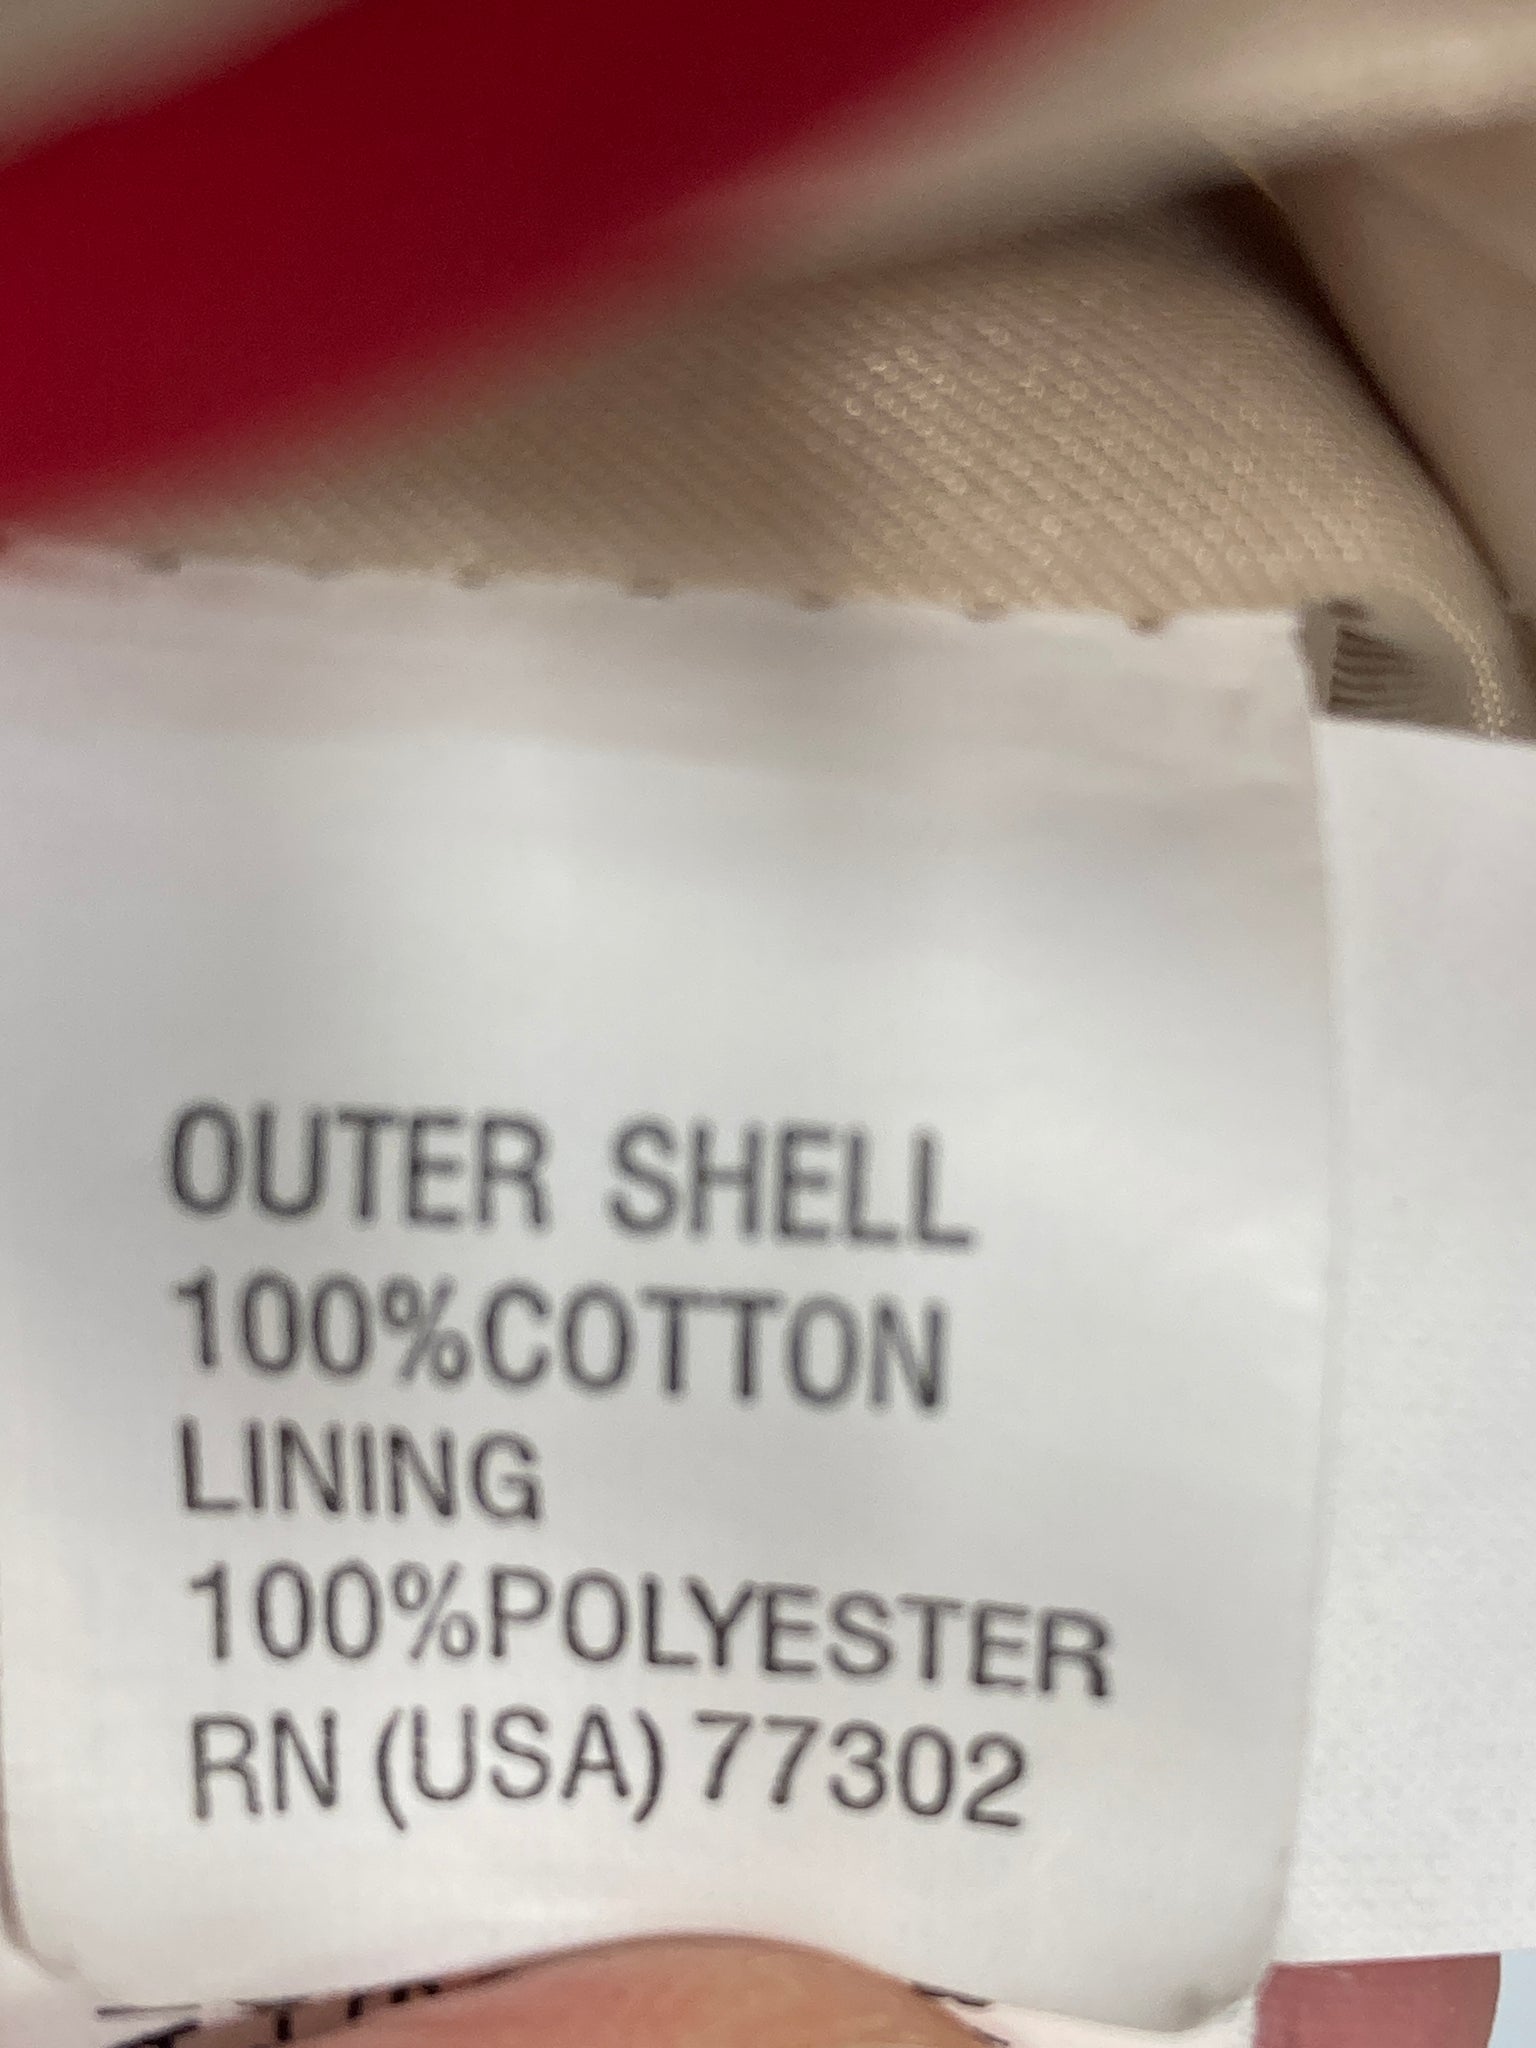 OUTER SHELL
100%COTTON
LINING
100%POLYESTER
RN (USA) 77302